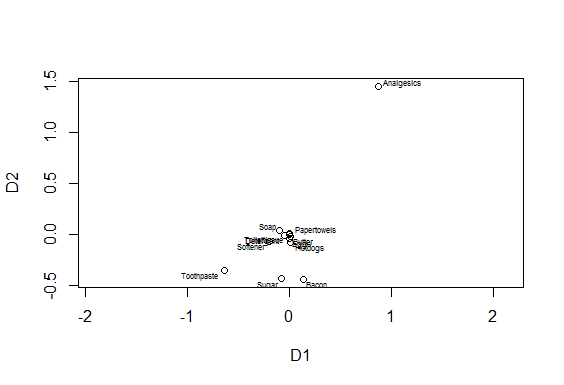 1.5
1.0
0.5
0.0
-0.5
D2
Analgesics
Soap
Papertowels
Butter
Hotdogs
Softener
Toothpaste
Sugar
Bacon
-2
-1
0
1
2
D1